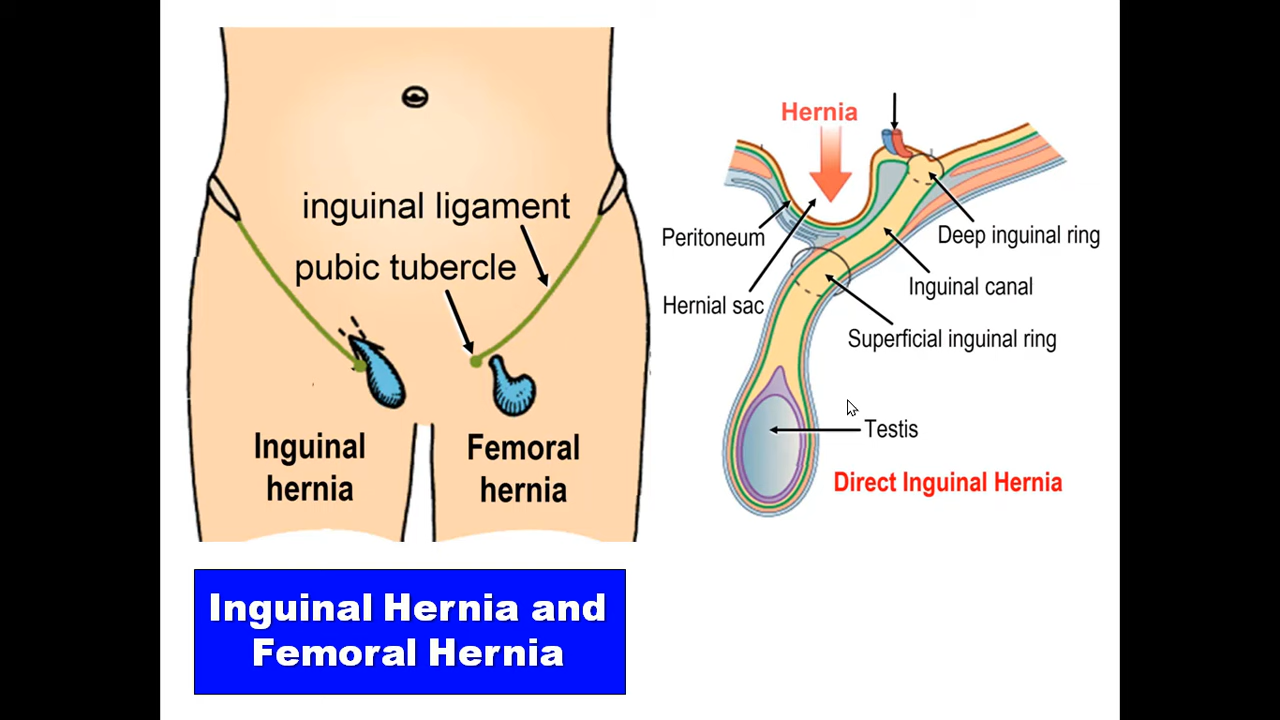 inguinal ligament
pubic tubercle
Inguinal
hernia
Femoral
hernia
Hernia
Peritoneum
Deep inguinal ring
Inguinal canal
Hernial sac
Superficial inguinal ring
Testis
Direct Inguinal Hernia
Inguinal Hernia and
Femoral Hernia